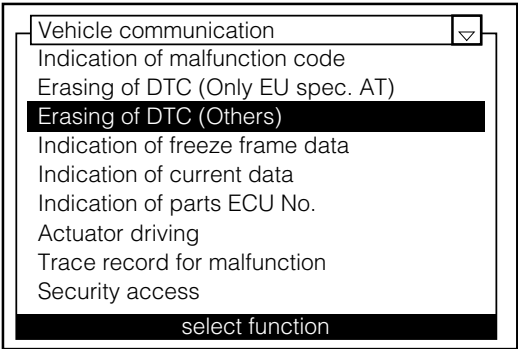 Vehicle communication
Indication of malfunction code
Erasing of DTC (Only EU spec. AT)
Erasing of DTC (Others)
Indication of freeze frame data
Indication of current data
Indication of parts ECU No.
Actuator driving
Trace record for malfunction
Security access
select function